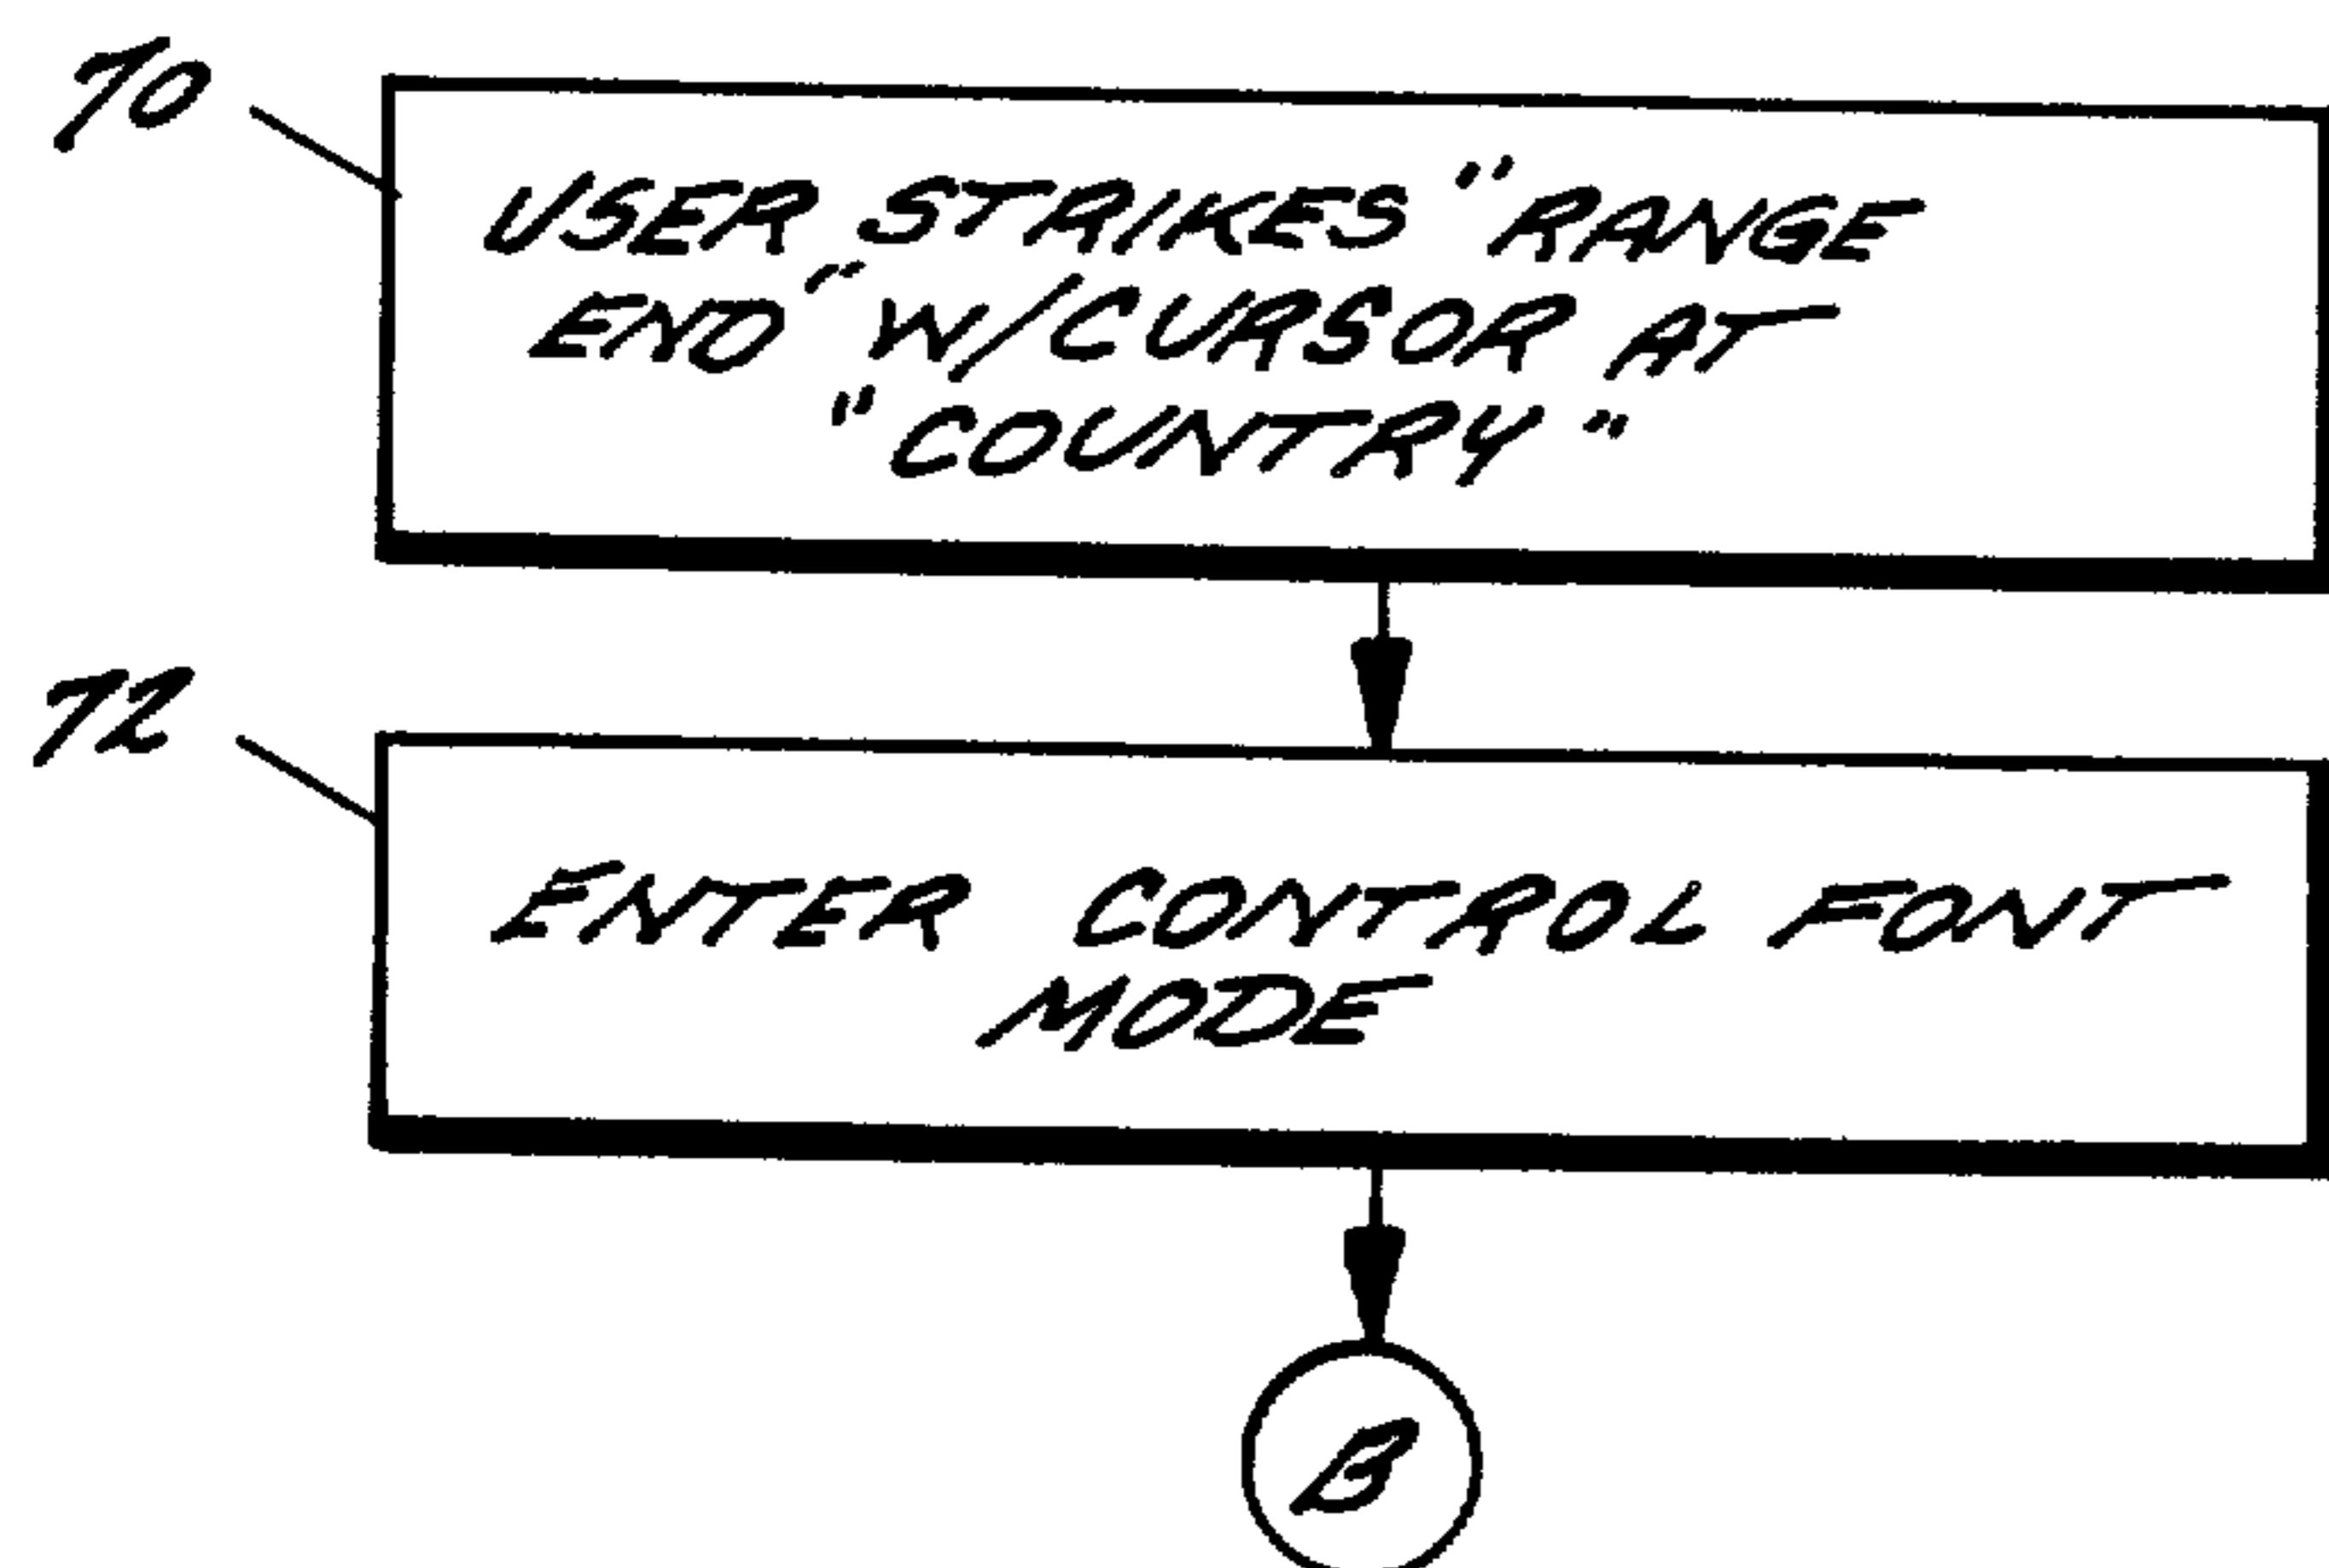 70
USER STRIKES "RANGE
END" W/CURSOR AT
"COUNTRY"
72
ENTER CONTROL FONT
MODE
B